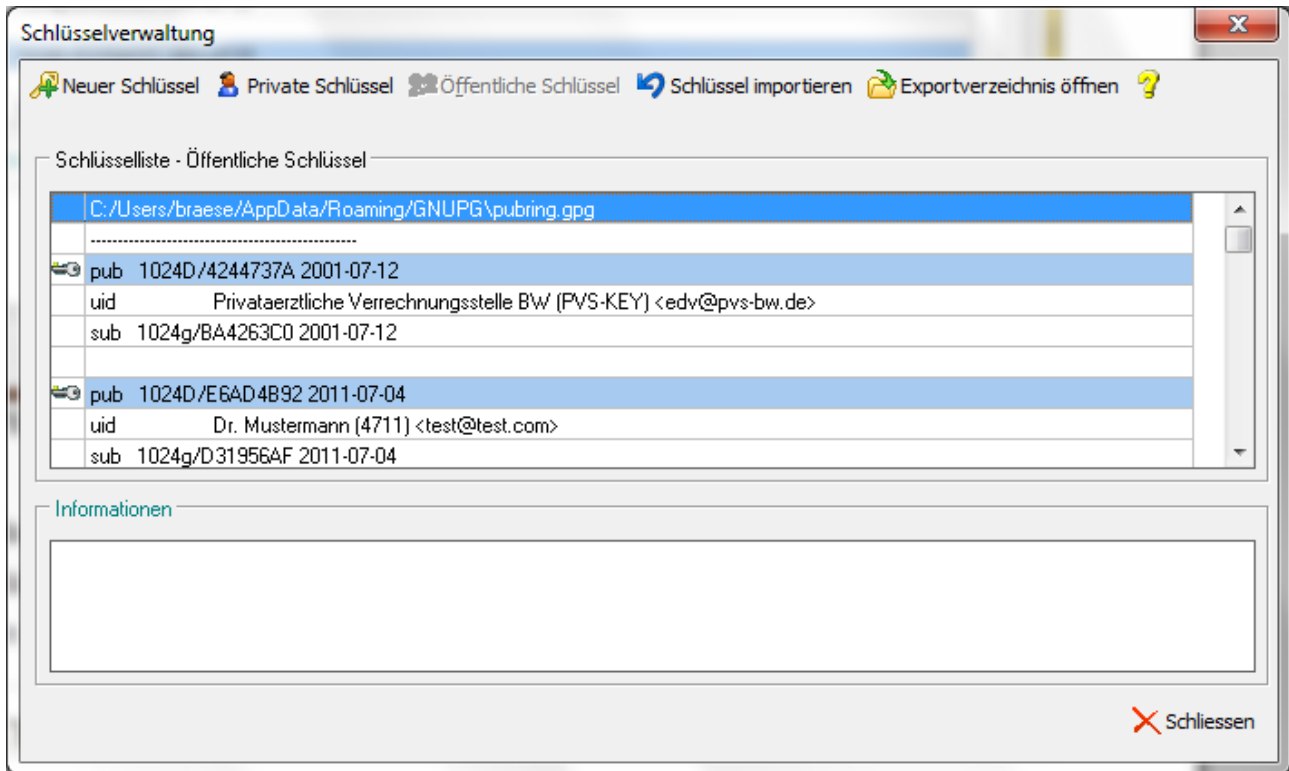 Schlüsselverwaltung
Neuer Schlüssel Private Schlüssel Öffentliche Schlüssel Schlüssel importieren Exportverzeichnis öffnen
Schlüsselliste - Öffentliche Schlüssel
C:/Users/braese/AppData/Roaming/GNUPG\pubring.gpg
------------------------------------------------
pub 1024D/4244737A 2001-07-12
uid Privataerztliche Verrechnungsstelle BW (PVS-KEY) <edv@pvs-bw.de>
sub 1024g/BA4263C0 2001-07-12
pub 1024D/E6AD4B92 2011-07-04
uid Dr. Mustermann (4711) <test@test.com>
sub 1024g/D31956AF 2011-07-04
Informationen
Schliessen